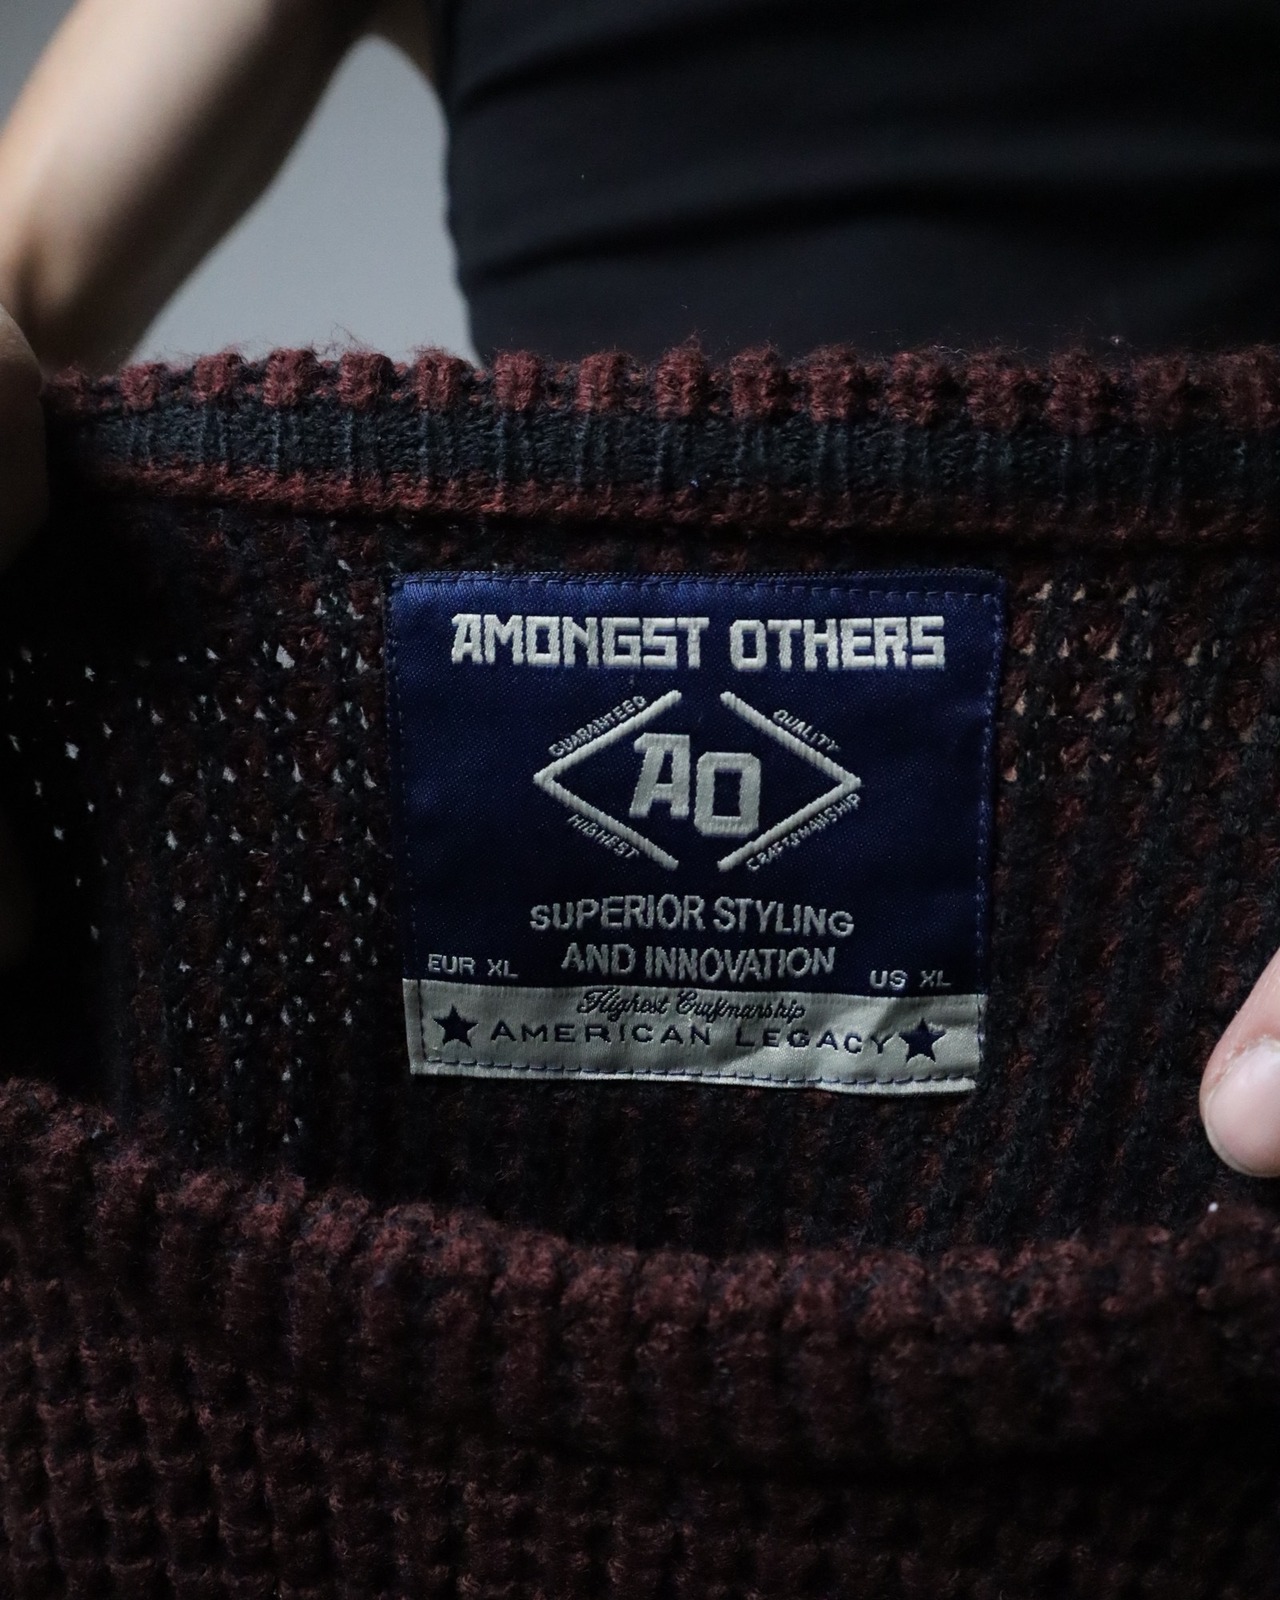 AMONGST OTHERS
GUARANTEED
QUALITY
AO
HIGHEST
CRAFTSMANSHIP
SUPERIOR STYLING
AND INNOVATION
EUR XL
US XL
Highest Craftmanship
★ AMERICAN LEGACY ★